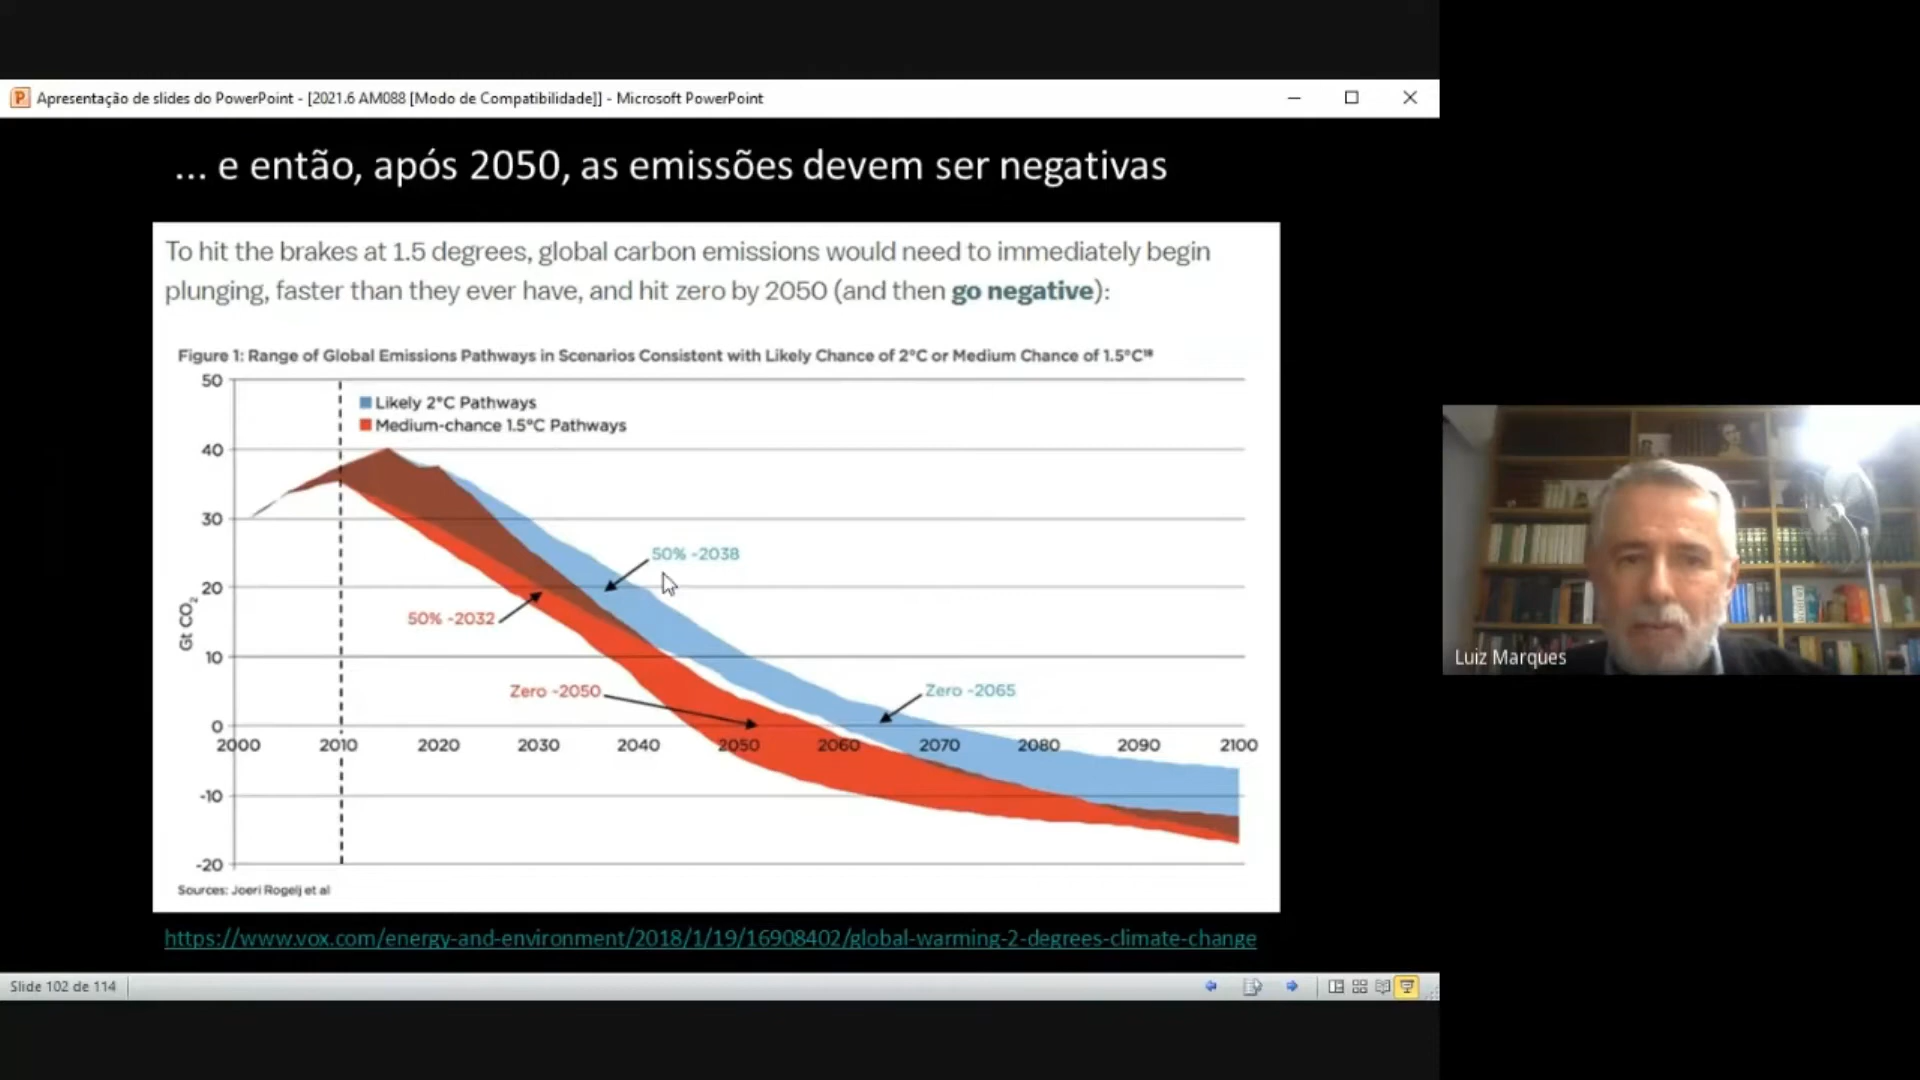 Apresentação de slides do PowerPoint - [2021.6 AM088 [Modo de Compatibilidade]] - Microsoft PowerPoint
... e então, após 2050, as emissões devem ser negativas
To hit the brakes at 1.5 degrees, global carbon emissions would need to immediately begin
plunging, faster than they ever have, and hit zero by 2050 (and then go negative):
Figure 1: Range of Global Emissions Pathways in Scenarios Consistent with Likely Chance of 2°C or Medium Chance of 1.5°C¹⁸
50
Likely 2°C Pathways
Medium-chance 1.5°C Pathways
40
30
50% ~2038
20
50% ~2032
Gt CO₂
10
Zero ~2050
Zero ~2065
0
2000 2010 2020 2030 2040 2050 2060 2070 2080 2090 2100
-10
-20
Sources: Joeri Rogelj et al
https://www.vox.com/energy-and-environment/2018/1/19/16908402/global-warming-2-degrees-climate-change
Slide 102 de 114
Luiz Marques